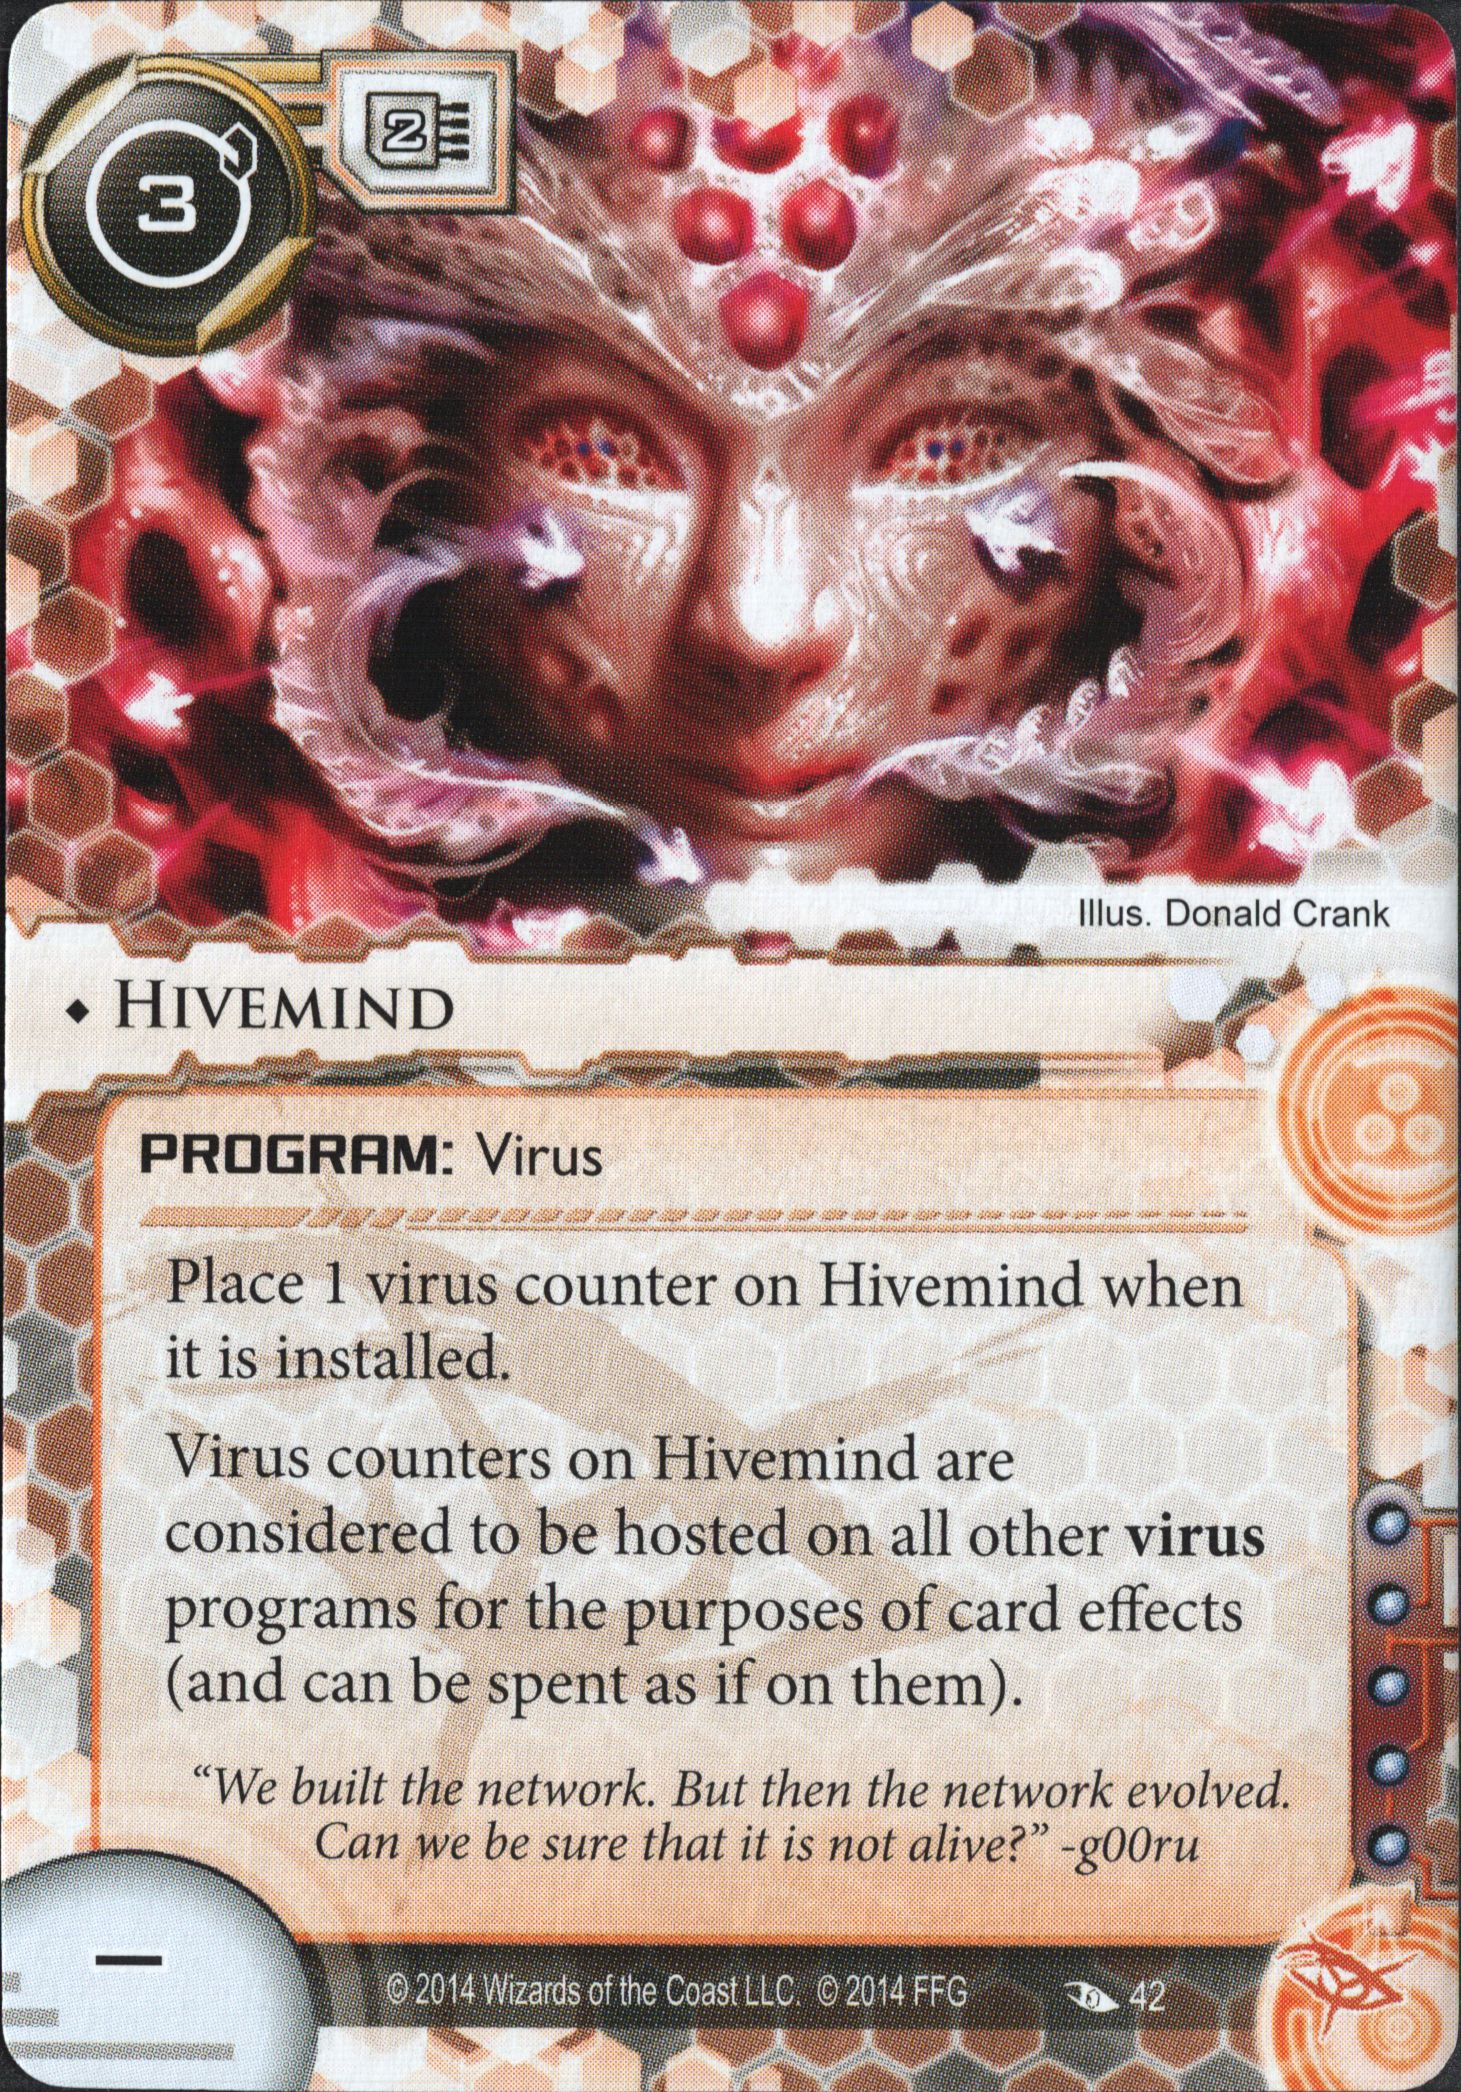 3
2
Illus. Donald Crank
◆ HIVEMIND
PROGRAM: Virus
Place 1 virus counter on Hivemind when
it is installed.
Virus counters on Hivemind are
considered to be hosted on all other virus
programs for the purposes of card effects
(and can be spent as if on them).
“We built the network. But then the network evolved.
Can we be sure that it is not alive?” -g00ru
–
© 2014 Wizards of the Coast LLC. © 2014 FFG 42